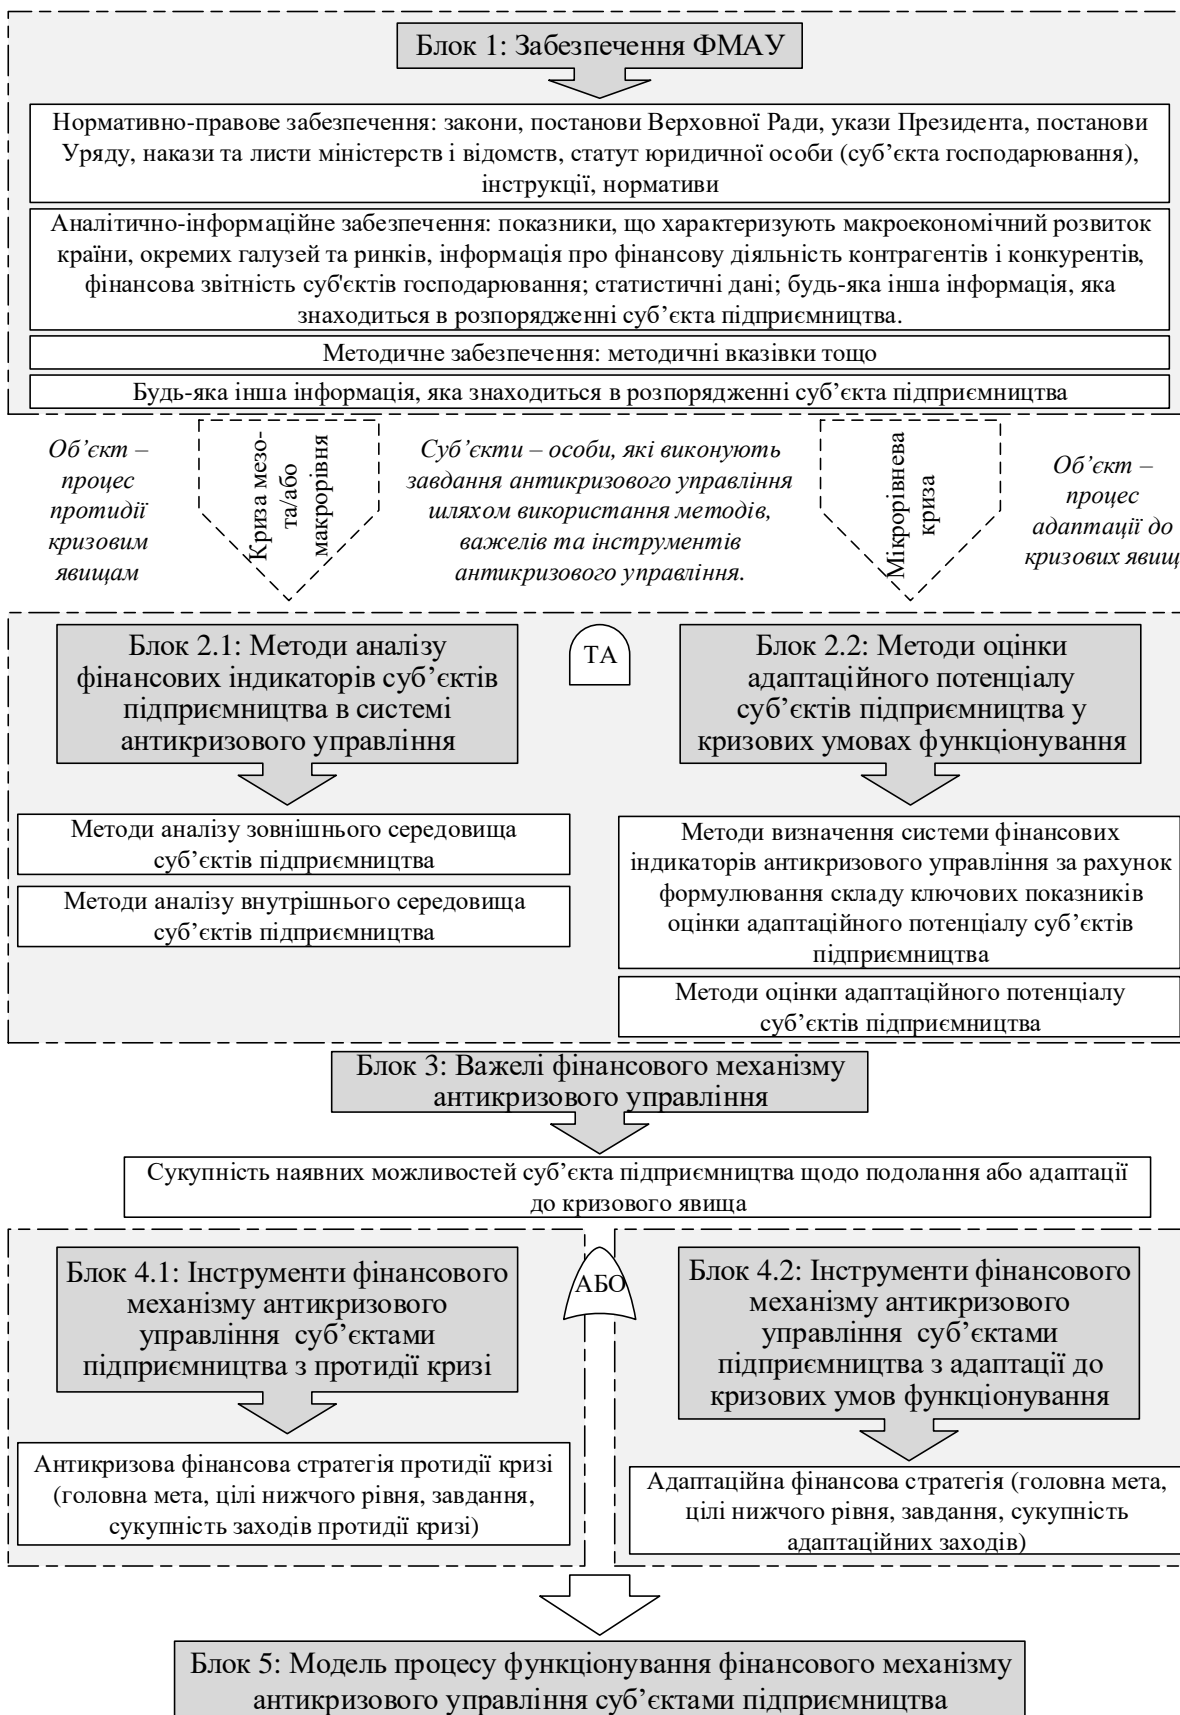 Блок 1: Забезпечення ФМАУ
Нормативно-правове забезпечення: закони, постанови Верховної Ради, укази Президента, постанови
Уряду, накази та листи міністерств і відомств, статут юридичної особи (суб’єкта господарювання),
інструкції, нормативи
Аналітично-інформаційне забезпечення: показники, що характеризують макроекономічний розвиток
країни, окремих галузей та ринків, інформація про фінансову діяльність контрагентів і конкурентів,
фінансова звітність суб'єктів господарювання; статистичні дані; будь-яка інша інформація, яка
знаходиться в розпорядженні суб’єкта підприємництва.
Методичне забезпечення: методичні вказівки тощо
Будь-яка інша інформація, яка знаходиться в розпорядженні суб’єкта підприємництва
Об’єкт –
процес
протидії
кризовим
явищам
Криза мезо-
та/або
макрорівня
Суб’єкти – особи, які виконують
завдання антикризового управління
шляхом використання методів,
важелів та інструментів
антикризового управління.
Мікрорівнева
криза
Об’єкт –
процес
адаптації до
кризових явищ
Блок 2.1: Методи аналізу
фінансових індикаторів суб’єктів
підприємництва в системі
антикризового управління
ТА
Блок 2.2: Методи оцінки
адаптаційного потенціалу
суб’єктів підприємництва у
кризових умовах функціонування
Методи аналізу зовнішнього середовища
суб’єктів підприємництва
Методи аналізу внутрішнього середовища
суб’єктів підприємництва
Методи визначення системи фінансових
індикаторів антикризового управління за рахунок
формулювання складу ключових показників
оцінки адаптаційного потенціалу суб’єктів
підприємництва
Методи оцінки адаптаційного потенціалу
суб’єктів підприємництва
Блок 3: Важелі фінансового механізму
антикризового управління
Сукупність наявних можливостей суб’єкта підприємництва щодо подолання або адаптації
до кризового явища
Блок 4.1: Інструменти фінансового
механізму антикризового
управління  суб’єктами
підприємництва з протидії кризі
АБО
Блок 4.2: Інструменти фінансового
механізму антикризового
управління  суб’єктами
підприємництва з адаптації до
кризових умов функціонування
Антикризова фінансова стратегія протидії кризі
(головна мета, цілі нижчого рівня, завдання,
сукупність заходів протидії кризі)
Адаптаційна фінансова стратегія (головна мета,
цілі нижчого рівня, завдання, сукупність
адаптаційних заходів)
Блок 5: Модель процесу функціонування фінансового механізму
антикризового управління суб’єктами підприємництва